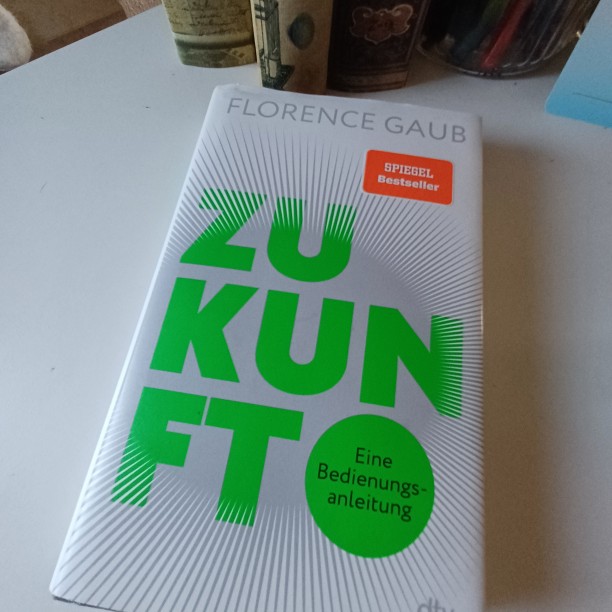 FLORENCE GAUB
SPIEGEL
Bestseller
ZU
KUN
FT
Eine
Bedienungs-
anleitung